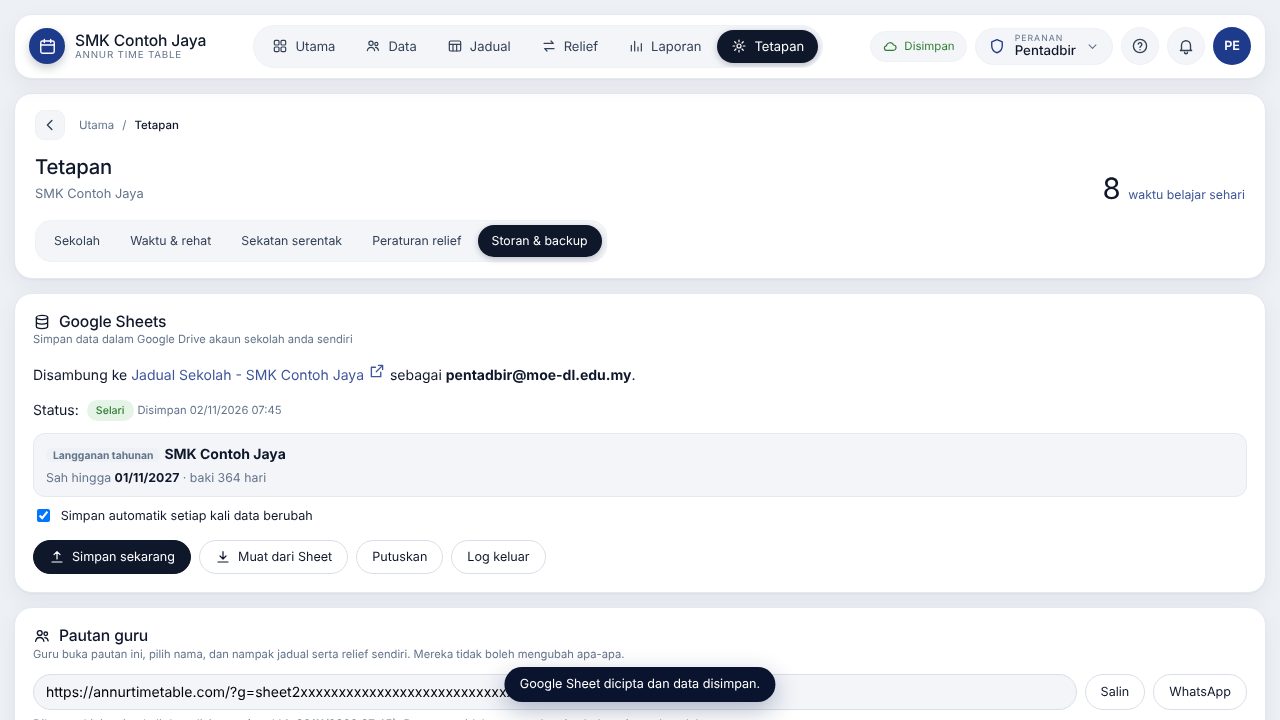 SMK Contoh Jaya
ANNUR TIME TABLE
Utama
Data
Jadual
Relief
Laporan
Tetapan
Disimpan
PERANAN
Pentadbir
PE
Utama / Tetapan
Tetapan
SMK Contoh Jaya
8 waktu belajar sehari
Sekolah
Waktu & rehat
Sekatan serentak
Peraturan relief
Storan & backup
Google Sheets
Simpan data dalam Google Drive akaun sekolah anda sendiri
Disambung ke Jadual Sekolah - SMK Contoh Jaya sebagai pentadbir@moe-dl.edu.my.
Status: Selari Disimpan 02/11/2026 07:45
Langganan tahunan SMK Contoh Jaya
Sah hingga 01/11/2027 · baki 364 hari
Simpan automatik setiap kali data berubah
Simpan sekarang
Muat dari Sheet
Putuskan
Log keluar
Pautan guru
Guru buka pautan ini, pilih nama, dan nampak jadual serta relief sendiri. Mereka tidak boleh mengubah apa-apa.
Google Sheet dicipta dan data disimpan.
Salin
WhatsApp